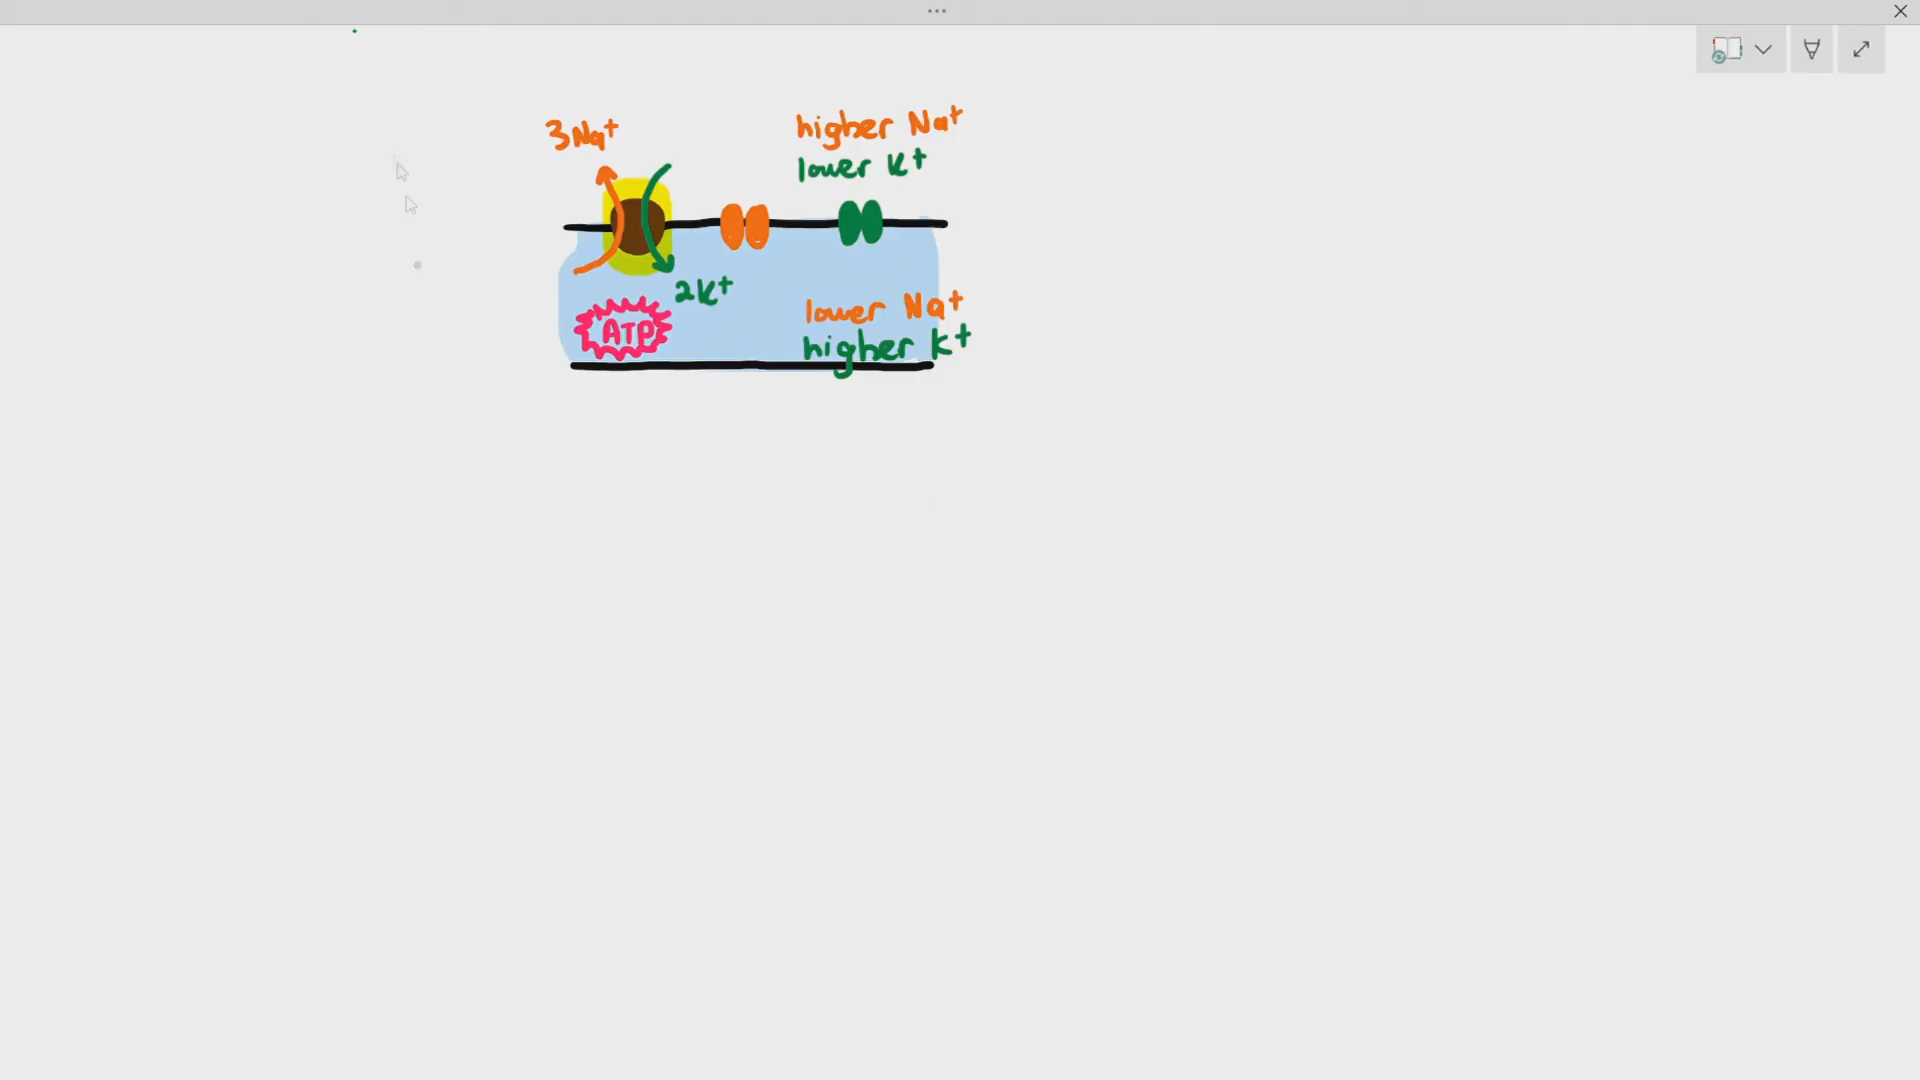 3Na⁺
higher Na⁺
lower K⁺
2K⁺
ATP
lower Na⁺
higher K⁺